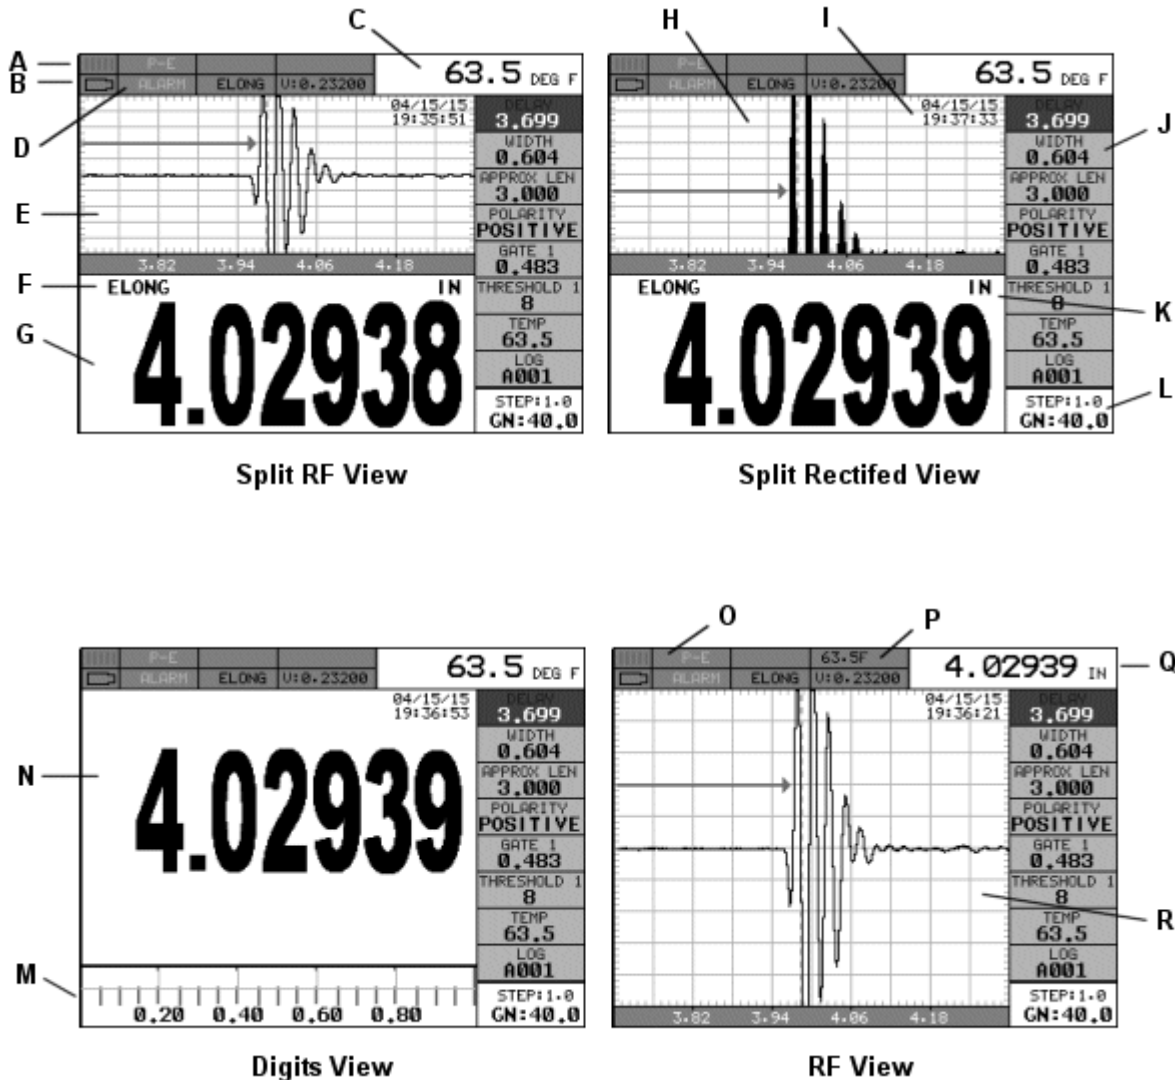 C
H
I
A
B
D
E
F
G
J
K
L
P-E
63.5 DEG F
ALARM ELONG V:0.23200
04/15/15
19:35:51
DELAY
3.699
WIDTH
0.604
APPROX LEN
3.000
POLARITY
POSITIVE
GATE 1
0.483
3.82 3.94 4.06 4.18
ELONG IN
THRESHOLD 1
8
4.02938
TEMP
63.5
LOG
A001
STEP:1.0
GN:40.0
Split RF View
P-E
63.5 DEG F
ALARM ELONG V:0.23200
04/15/15
19:37:33
DELAY
3.699
WIDTH
0.604
APPROX LEN
3.000
POLARITY
POSITIVE
GATE 1
0.483
3.82 3.94 4.06 4.18
ELONG IN
THRESHOLD 1
8
4.02939
TEMP
63.5
LOG
A001
STEP:1.0
GN:40.0
Split Rectifed View
O
P
Q
N
M
R
P-E
63.5 DEG F
ALARM ELONG V:0.23200
04/15/15
19:36:53
DELAY
3.699
WIDTH
0.604
APPROX LEN
3.000
4.02939
POLARITY
POSITIVE
GATE 1
0.483
THRESHOLD 1
8
TEMP
63.5
LOG
A001
0.20 0.40 0.60 0.80
STEP:1.0
GN:40.0
Digits View
P-E 63.5F
4.02939 IN
ALARM ELONG V:0.23200
04/15/15
19:36:21
DELAY
3.699
WIDTH
0.604
APPROX LEN
3.000
POLARITY
POSITIVE
GATE 1
0.483
THRESHOLD 1
8
TEMP
63.5
LOG
A001
3.82 3.94 4.06 4.18
STEP:1.0
GN:40.0
RF View